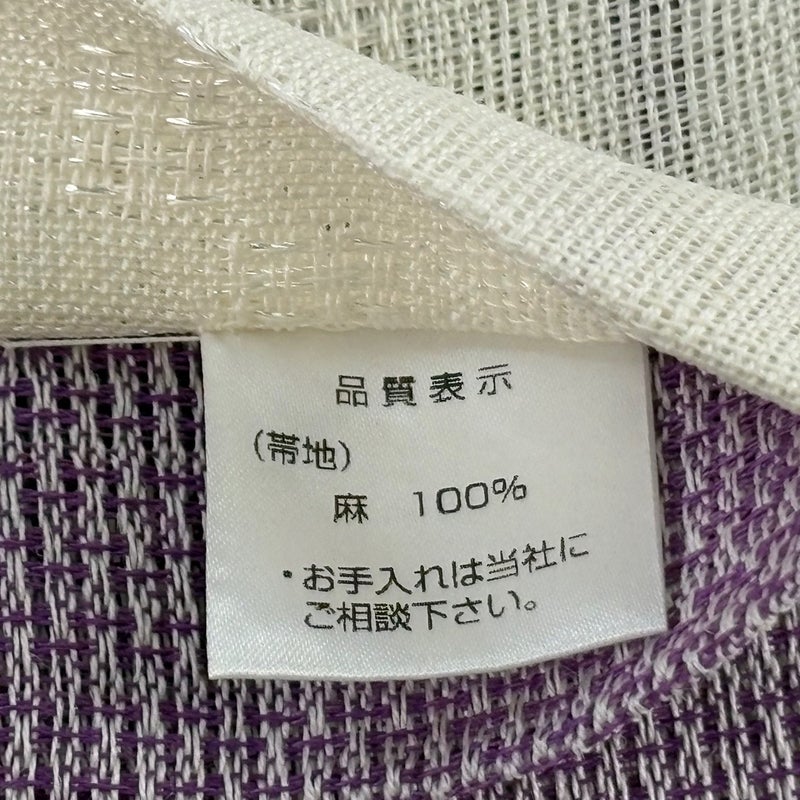 品質表示
(帯地)
麻 100%
・お手入れは当社に
ご相談下さい。